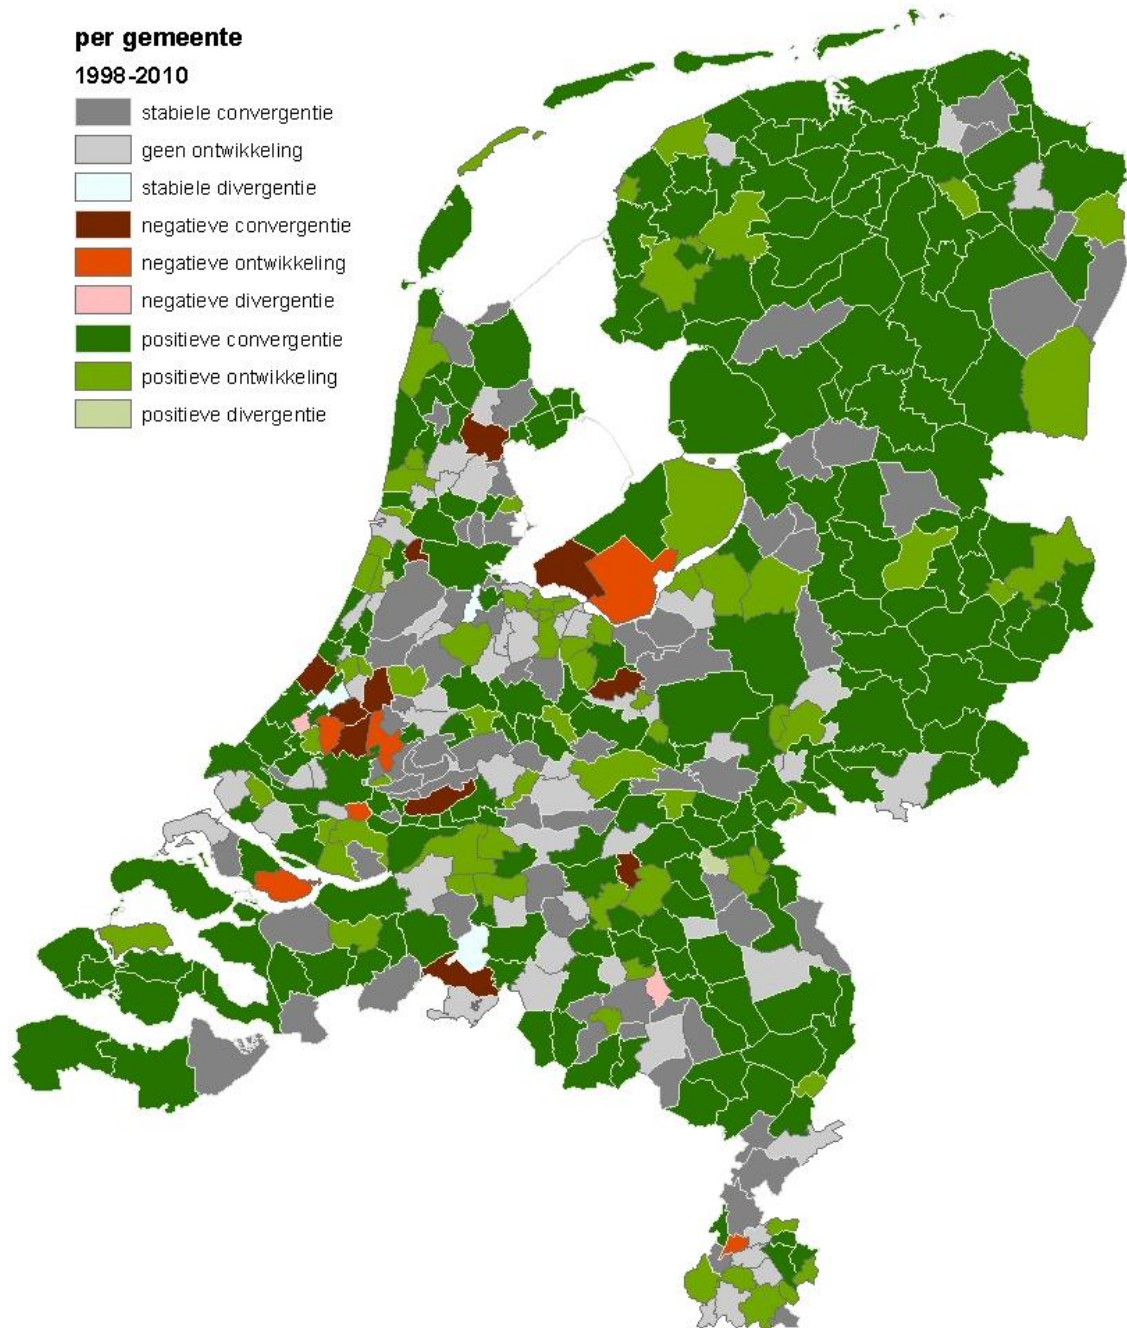 per gemeente
1998-2010
stabiele convergentie
geen ontwikkeling
stabiele divergentie
negatieve convergentie
negatieve ontwikkeling
negatieve divergentie
positieve convergentie
positieve ontwikkeling
positieve divergentie